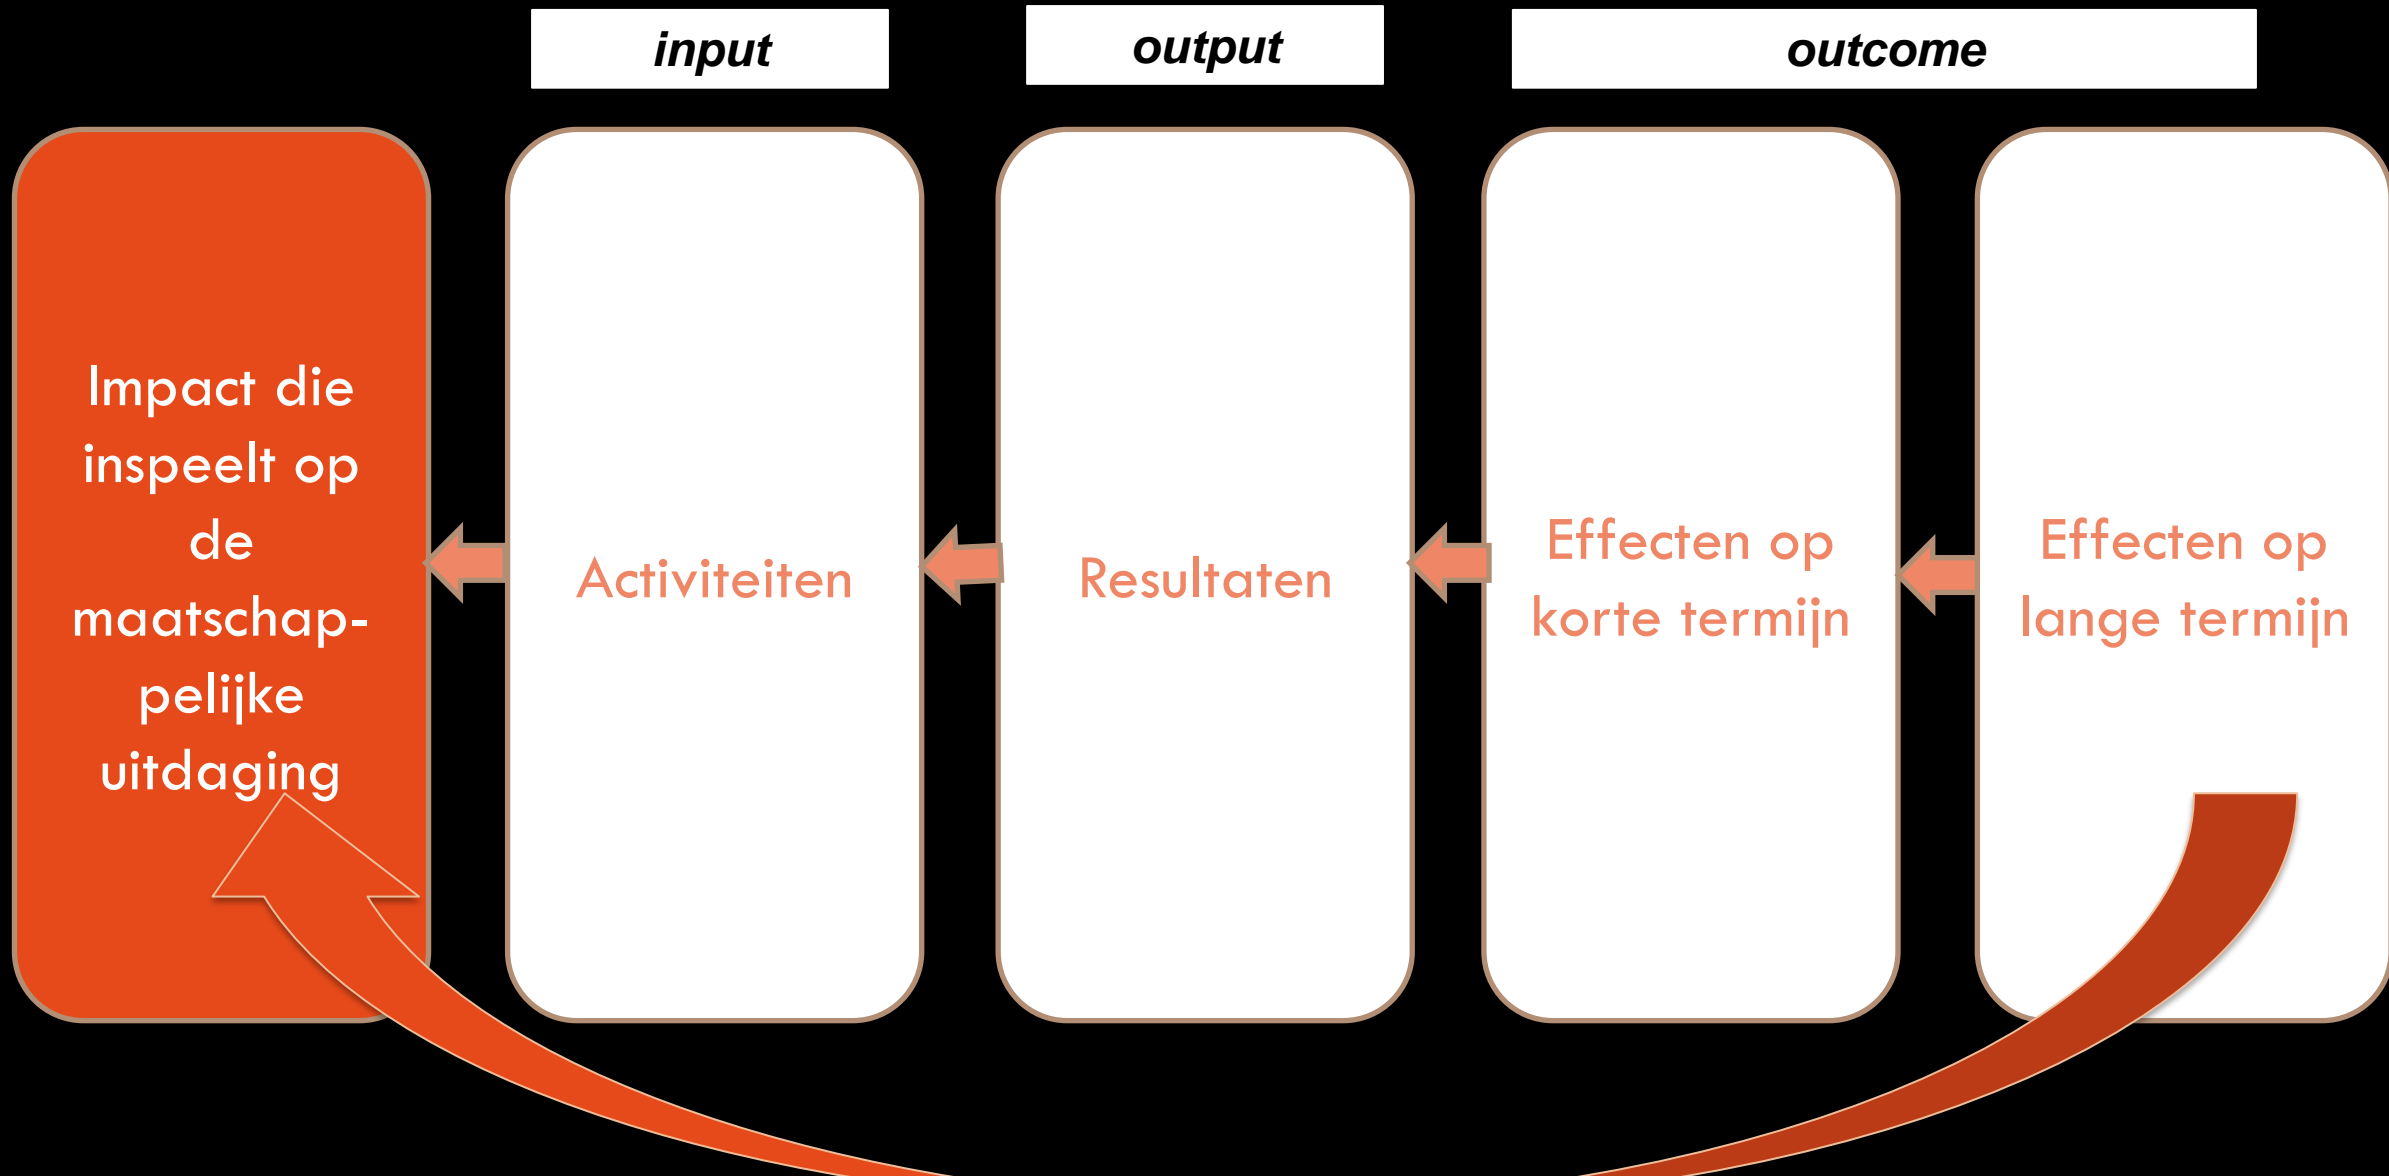 input
output
outcome
Impact die
inspeelt op
de
maatschap-
pelijke
uitdaging
Activiteiten
Resultaten
Effecten op
korte termijn
Effecten op
lange termijn